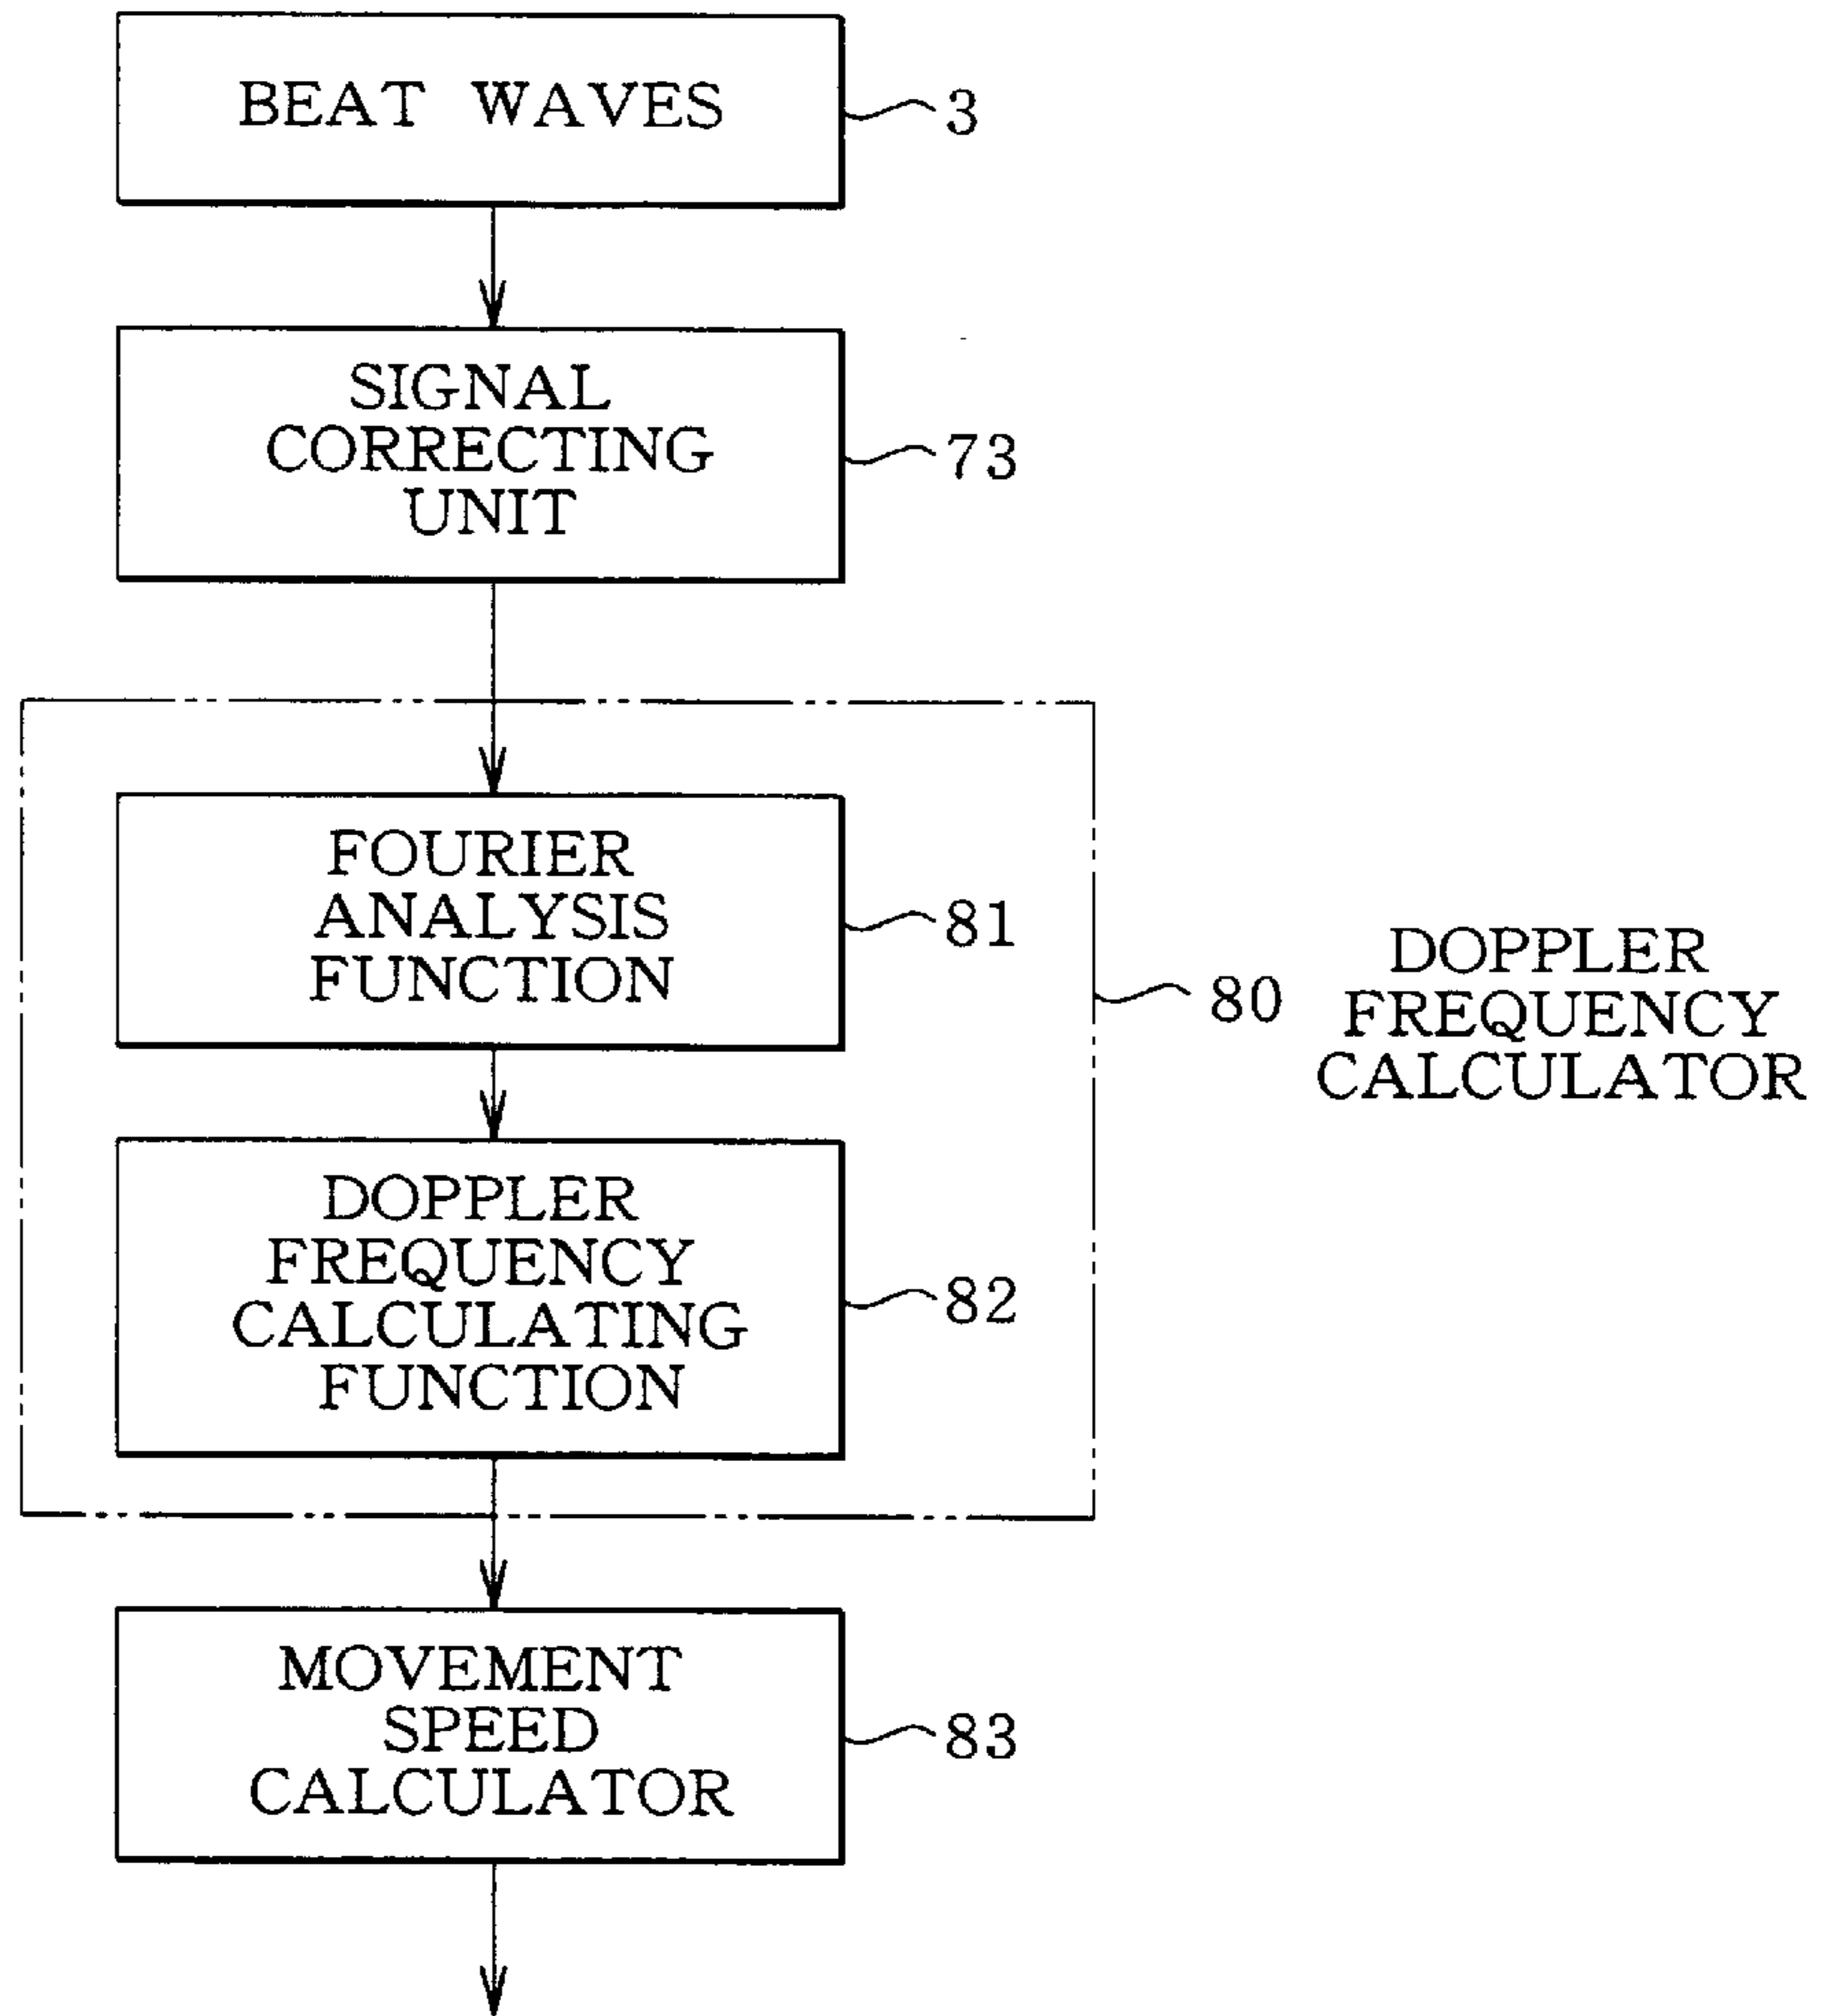 BEAT WAVES
3
SIGNAL
CORRECTING
UNIT
73
FOURIER
ANALYSIS
FUNCTION
81
DOPPLER
FREQUENCY
CALCULATING
FUNCTION
82
80
DOPPLER
FREQUENCY
CALCULATOR
MOVEMENT
SPEED
CALCULATOR
83